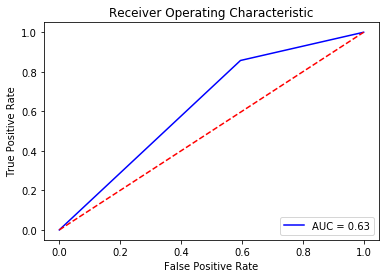 Receiver Operating Characteristic
True Positive Rate
1.0
0.8
0.6
0.4
0.2
0.0
AUC = 0.63
0.0 0.2 0.4 0.6 0.8 1.0
False Positive Rate